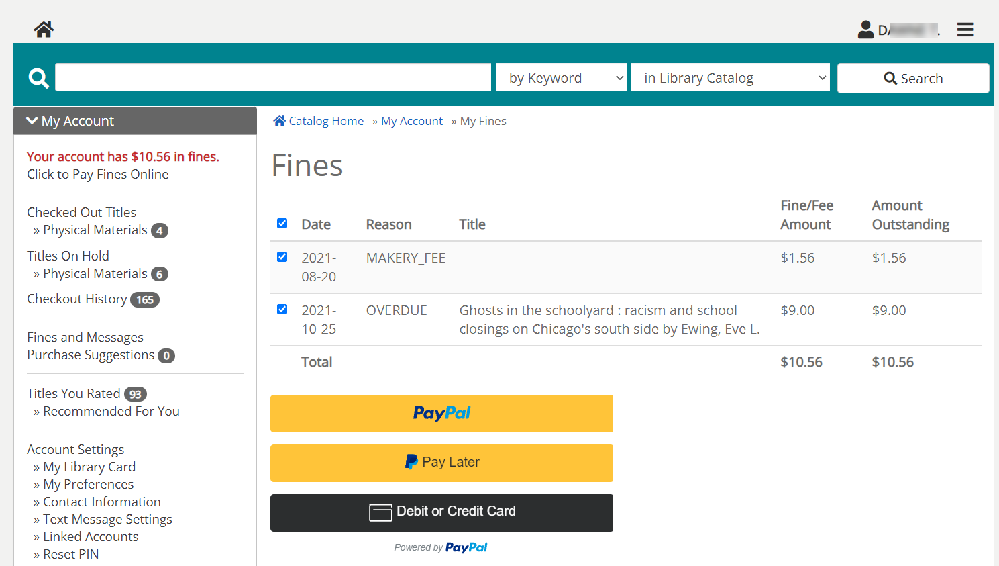 by Keyword
in Library Catalog
Search
My Account
Your account has $10.56 in fines.
Click to Pay Fines Online
Checked Out Titles
» Physical Materials 4
Titles On Hold
» Physical Materials 6
Checkout History 165
Fines and Messages
Purchase Suggestions 0
Titles You Rated 93
» Recommended For You
Account Settings
» My Library Card
» My Preferences
» Contact Information
» Text Message Settings
» Linked Accounts
» Reset PIN
Catalog Home » My Account » My Fines
Fines
Date Reason Title Fine/Fee Amount Amount Outstanding
2021-
08-20
MAKERY_FEE $1.56 $1.56
2021-
10-25
OVERDUE
Ghosts in the schoolyard : racism and school
closings on Chicago's south side by Ewing, Eve L.
$9.00 $9.00
Total $10.56 $10.56
PayPal
Pay Later
Debit or Credit Card
Powered by PayPal